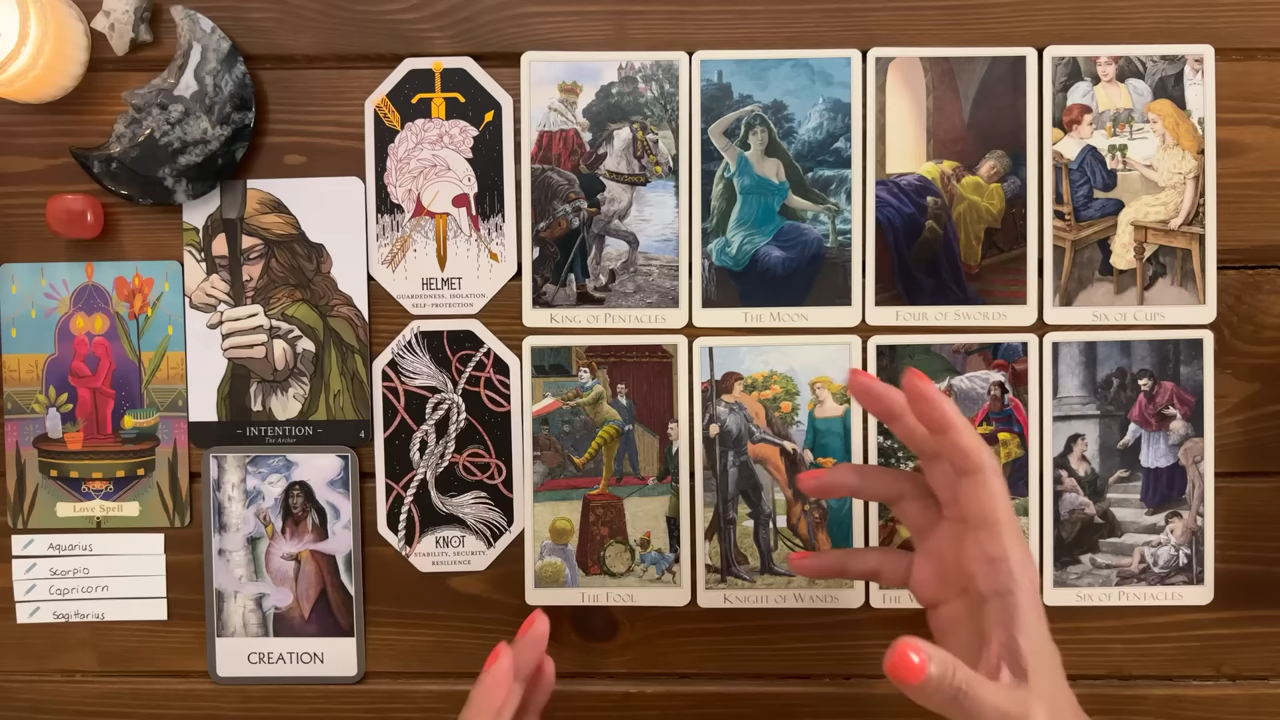 HELMET
GUARDEDNESS, ISOLATION,
SELF-PROTECTION
KING OF PENTACLES
THE MOON
FOUR OF SWORDS
SIX OF CUPS
- INTENTION -
The Archer
4
Love Spell
KNOT
STABILITY, SECURITY,
RESILIENCE
THE FOOL
KNIGHT OF WANDS
SIX OF PENTACLES
Aquarius
Scorpio
Capricorn
Sagittarius
CREATION